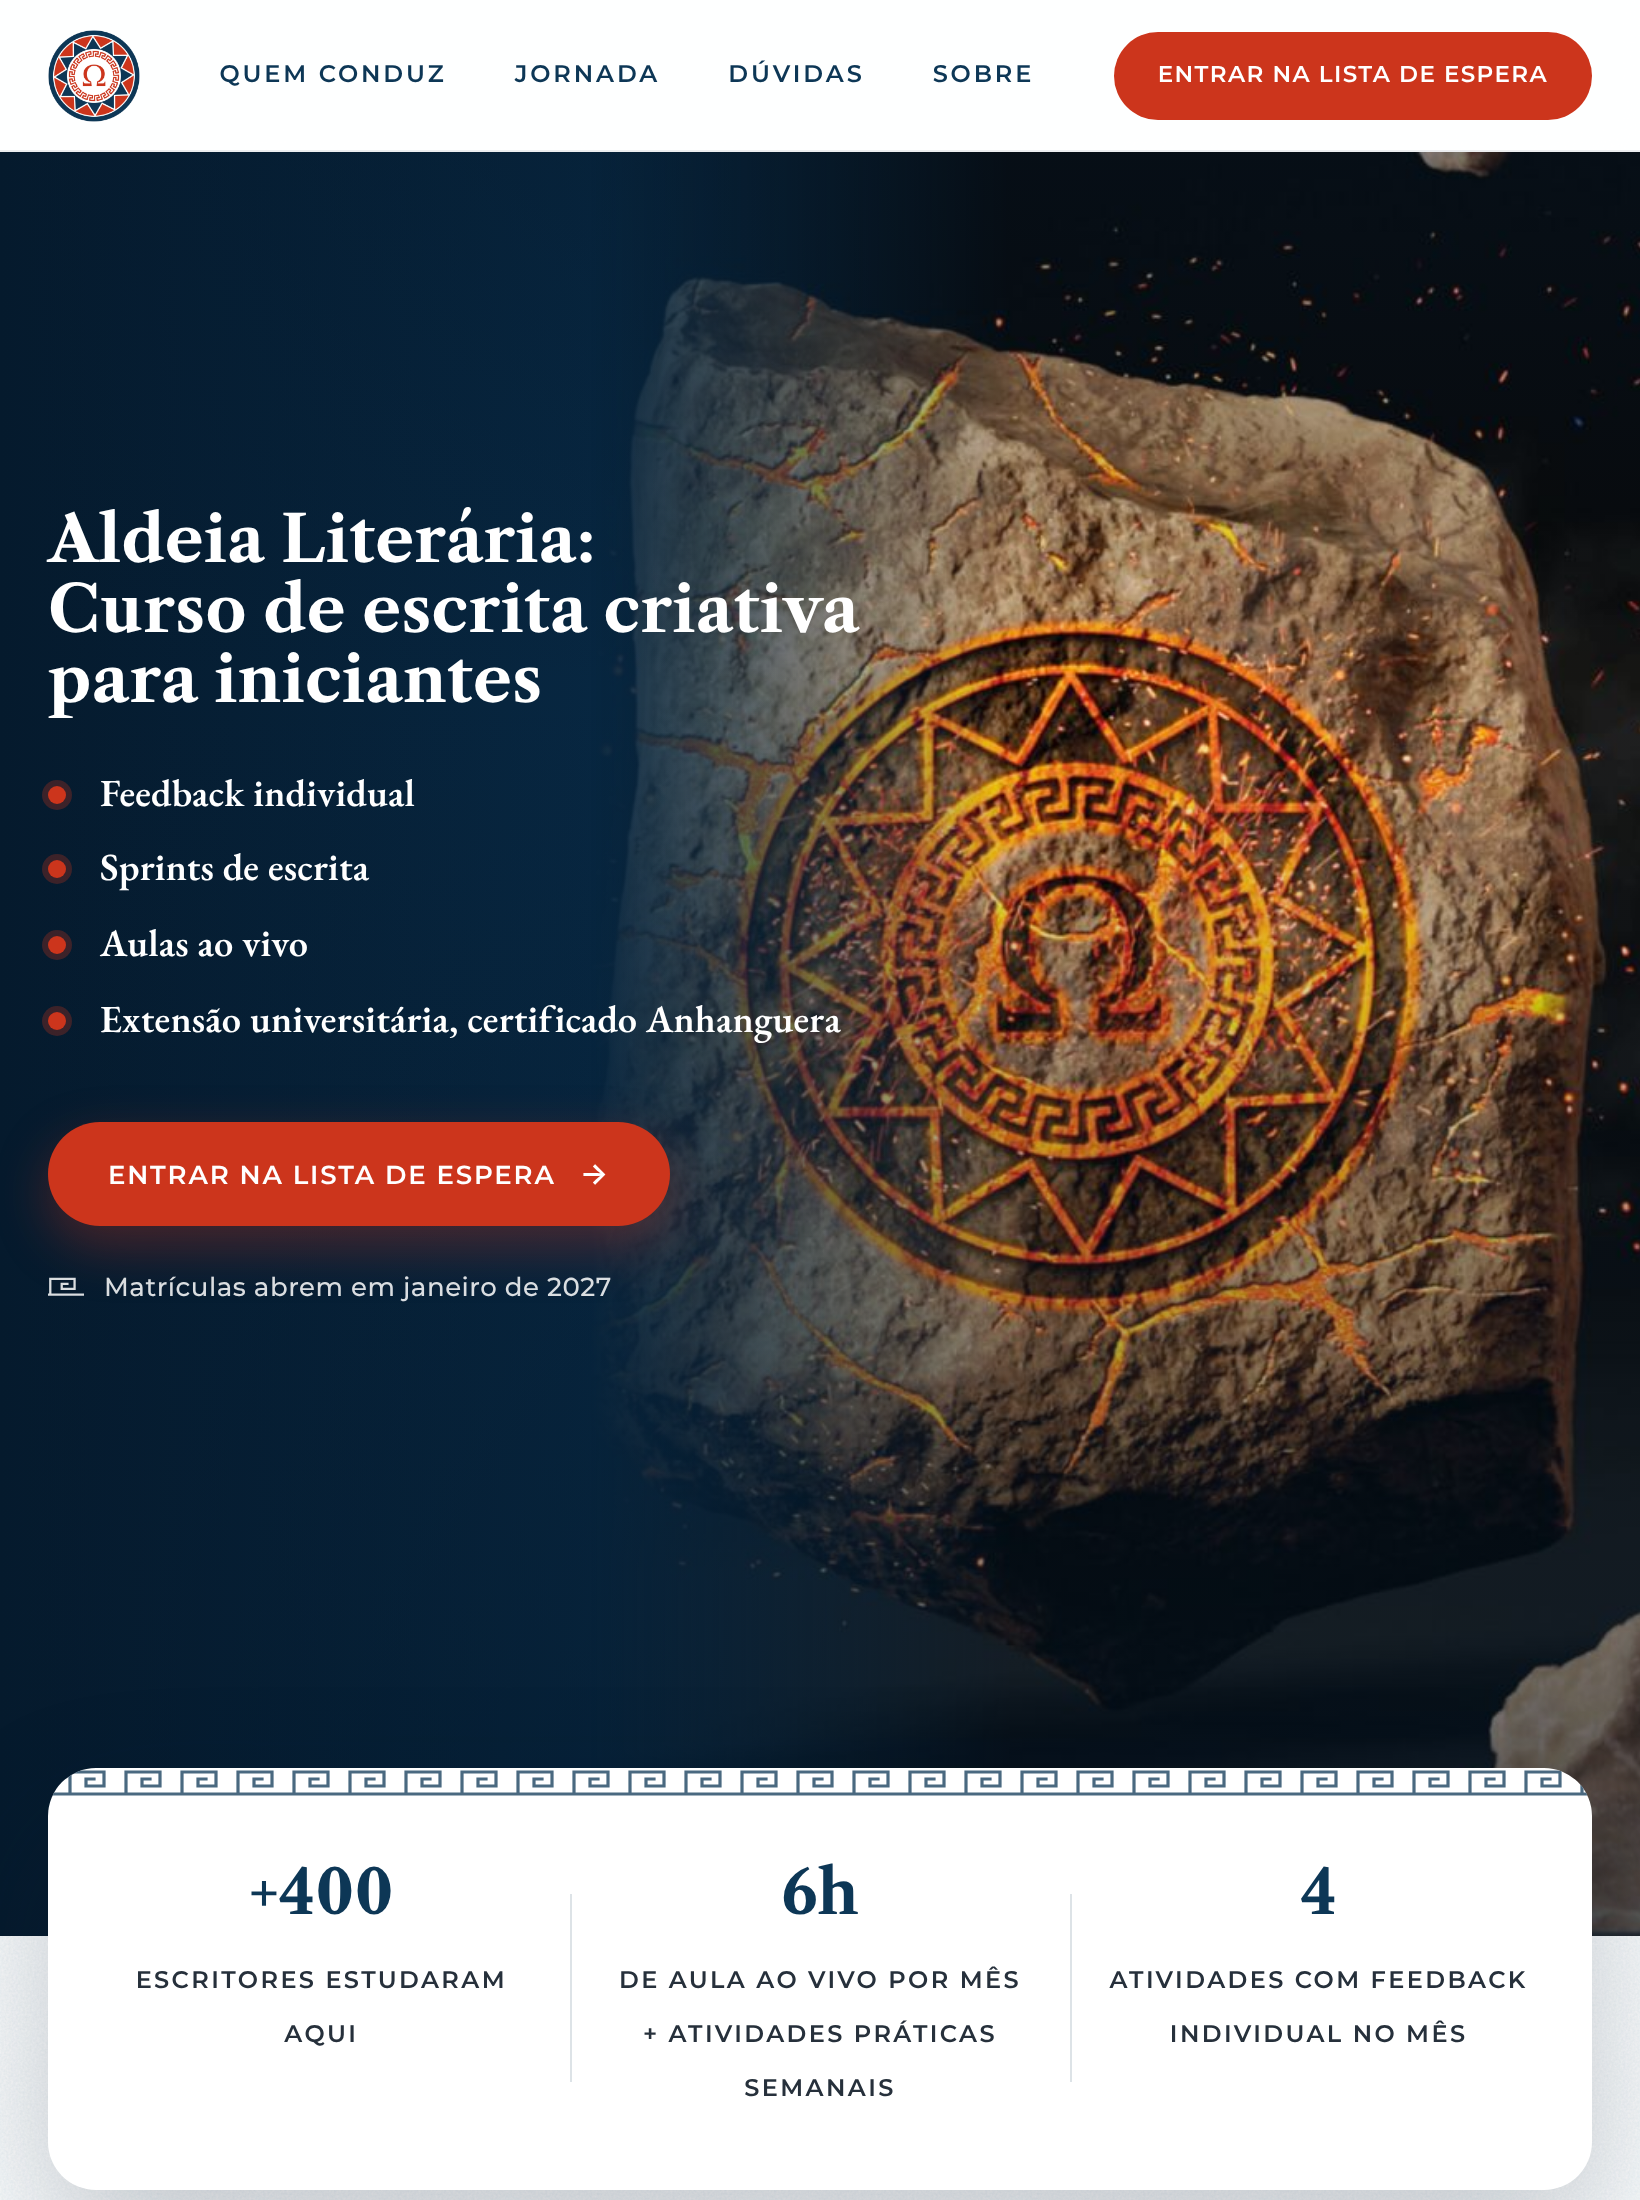 Ω
QUEM CONDUZ
JORNADA
DÚVIDAS
SOBRE
ENTRAR NA LISTA DE ESPERA
Aldeia Literária:
Curso de escrita criativa
para iniciantes
Feedback individual
Sprints de escrita
Aulas ao vivo
Extensão universitária, certificado Anhanguera
Ω
ENTRAR NA LISTA DE ESPERA →
Matrículas abrem em janeiro de 2027
+400
ESCRITORES ESTUDARAM
AQUI
6h
DE AULA AO VIVO POR MÊS
+ ATIVIDADES PRÁTICAS
SEMANAIS
4
ATIVIDADES COM FEEDBACK
INDIVIDUAL NO MÊS